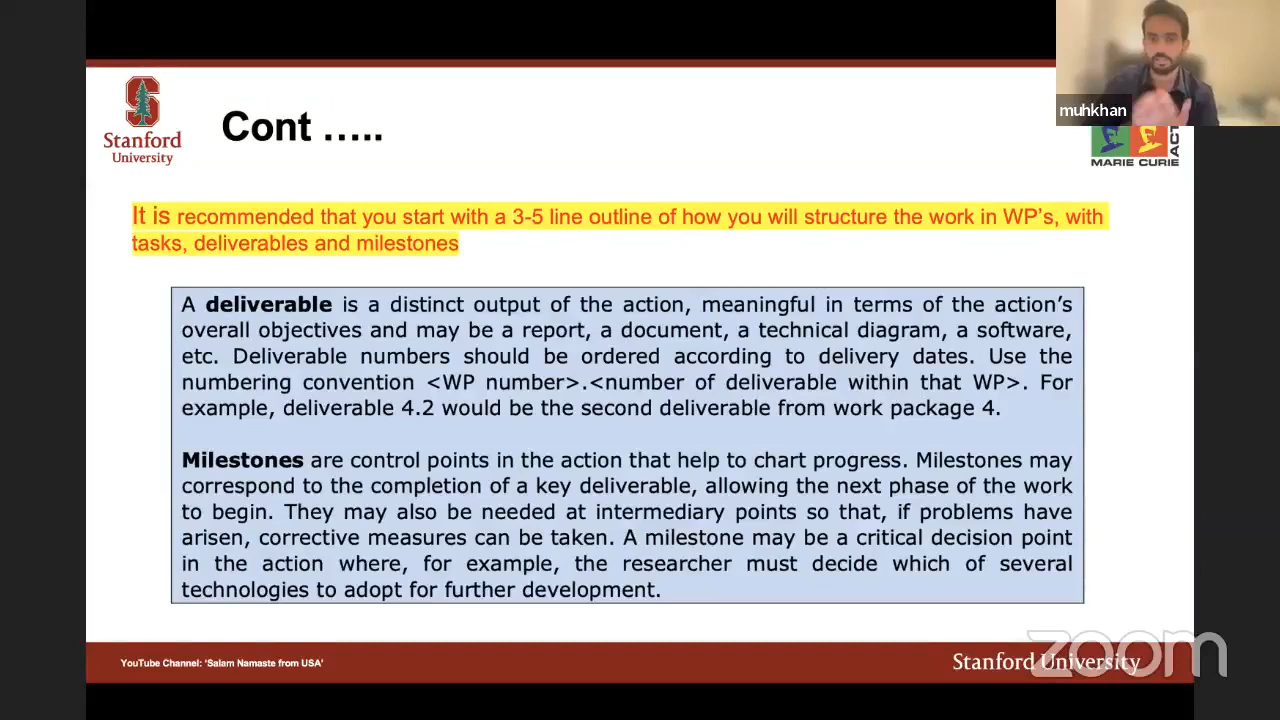 muhkhan
Stanford
University
Cont …..
MARIE CURIE
ACT
It is recommended that you start with a 3-5 line outline of how you will structure the work in WP’s, with
tasks, deliverables and milestones
A deliverable is a distinct output of the action, meaningful in terms of the action’s
overall objectives and may be a report, a document, a technical diagram, a software,
etc. Deliverable numbers should be ordered according to delivery dates. Use the
numbering convention <WP number>.<number of deliverable within that WP>. For
example, deliverable 4.2 would be the second deliverable from work package 4.
Milestones are control points in the action that help to chart progress. Milestones may
correspond to the completion of a key deliverable, allowing the next phase of the work
to begin. They may also be needed at intermediary points so that, if problems have
arisen, corrective measures can be taken. A milestone may be a critical decision point
in the action where, for example, the researcher must decide which of several
technologies to adopt for further development.
YouTube Channel: ‘Salam Namaste from USA’
Stanford University
zoom